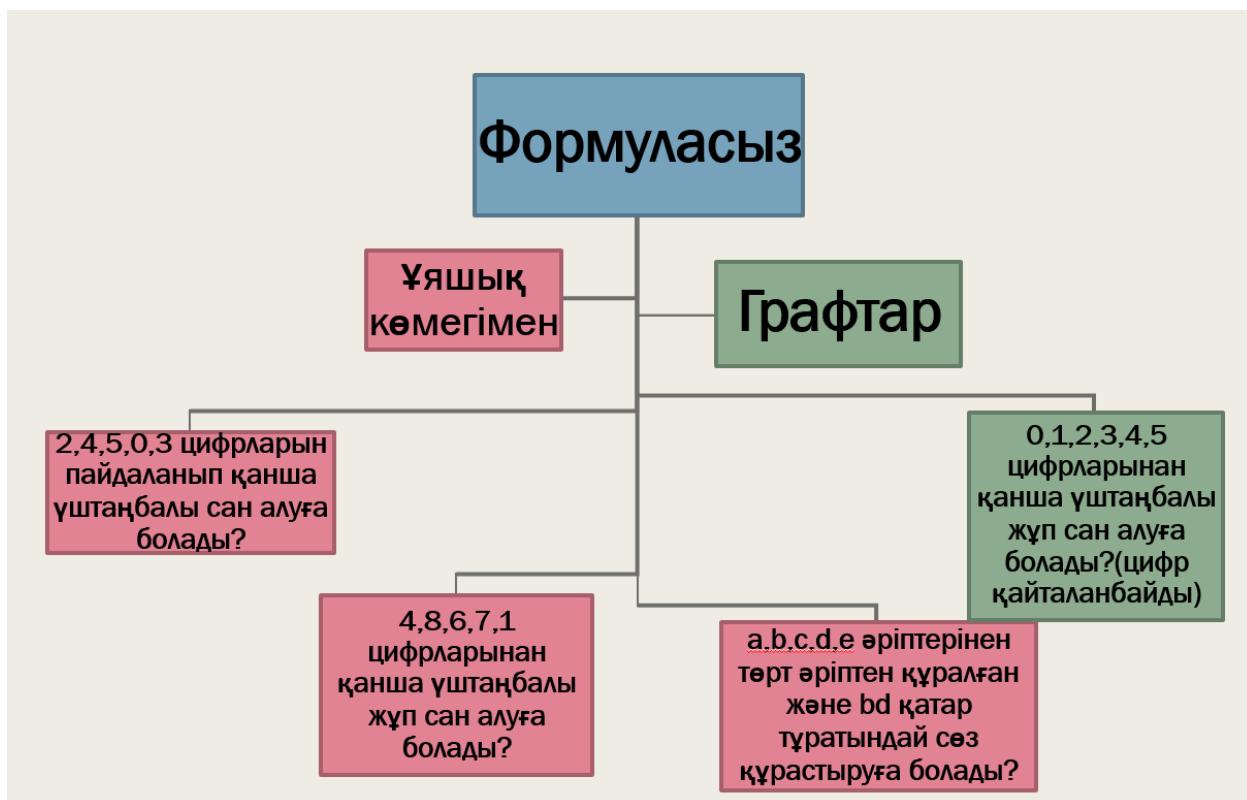 Формуласыз
Ұяшық
көмегімен
Графтар
2,4,5,0,3 цифрларын
пайдаланып қанша
үштаңбалы сан алуға
болады?
4,8,6,7,1
цифрларынан
қанша үштаңбалы
жұп сан алуға
болады?
a,b,c,d,e әріптерінен
төрт әріптен құралған
және bd қатар
тұратындай сөз
құрастыруға болады?
0,1,2,3,4,5
цифрларынан
қанша үштаңбалы
жұп сан алуға
болады?(цифр
қайталанбайды)